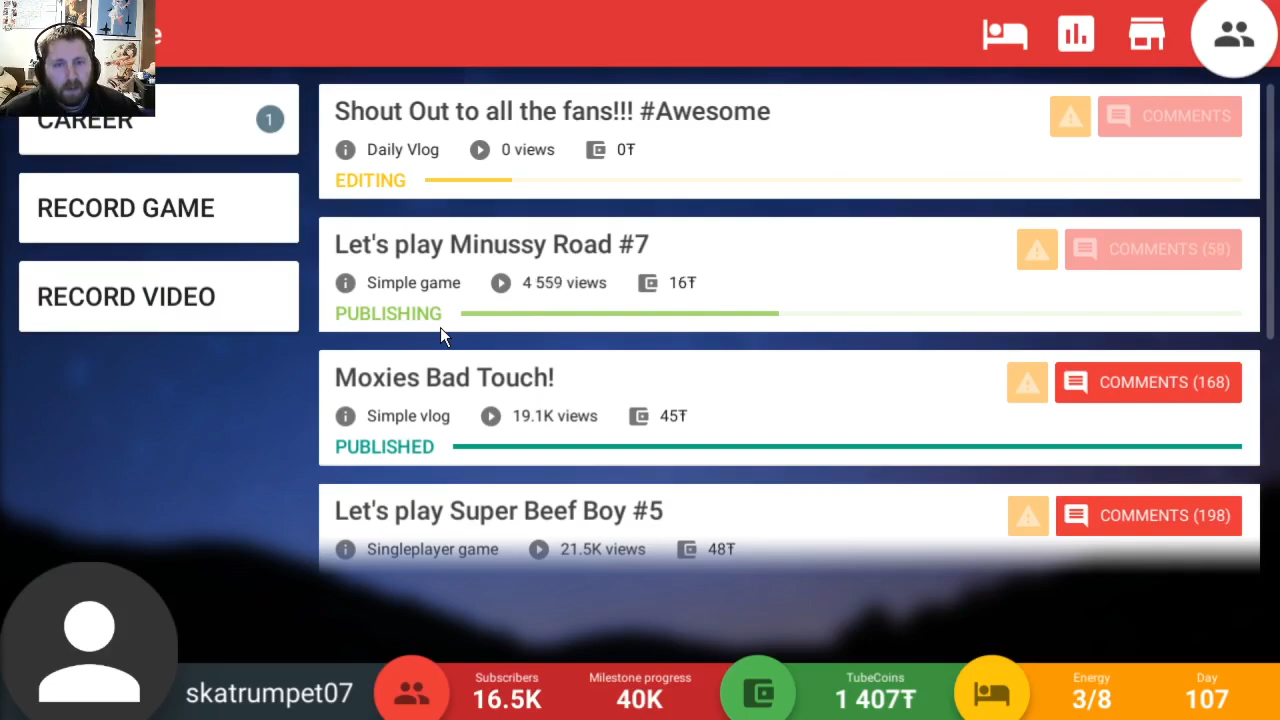 e
CAREER
1
RECORD GAME
RECORD VIDEO
Shout Out to all the fans!!! #Awesome
COMMENTS
Daily Vlog 0 views 0Ŧ
EDITING
Let's play Minussy Road #7
COMMENTS (59)
Simple game 4 559 views 16Ŧ
PUBLISHING
Moxies Bad Touch!
COMMENTS (168)
Simple vlog 19.1K views 45Ŧ
PUBLISHED
Let's play Super Beef Boy #5
COMMENTS (198)
Singleplayer game 21.5K views 48Ŧ
skatrumpet07
Subscribers
16.5K
Milestone progress
40K
TubeCoins
1 407Ŧ
Energy
3/8
Day
107